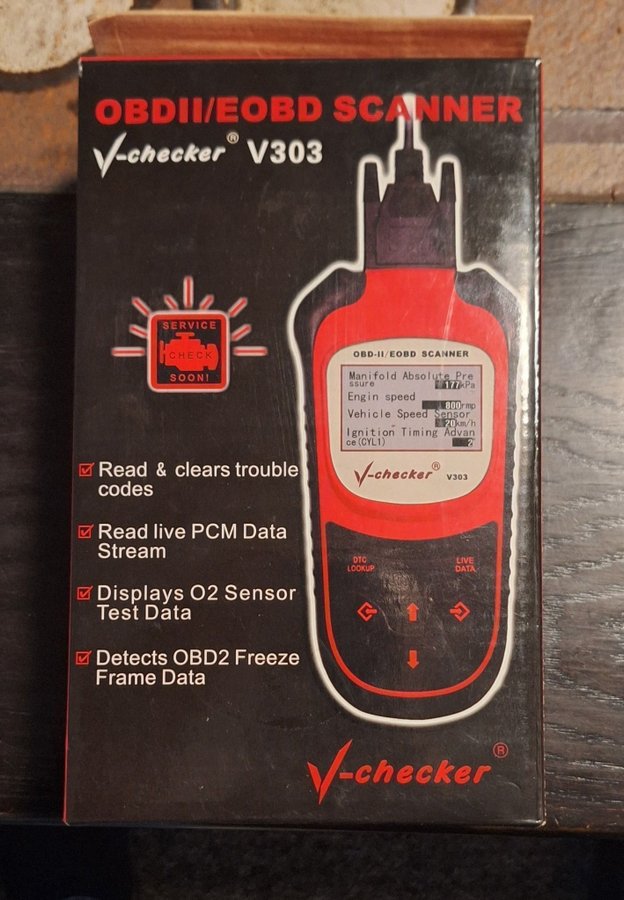 OBDII/EOBD SCANNER
V-checker® V303
SERVICE
CHECK
SOON!
OBD-II/EOBD SCANNER
Manifold Absolute Pre
ssure 177kPa
Engin speed
800rmp
Vehicle Speed Sensor
20km/h
Ignition Timing Advan
ce(CYL1) 2
V-checker® V303
Read & clears trouble
codes
Read live PCM Data
Stream
Displays O2 Sensor
Test Data
Detects OBD2 Freeze
Frame Data
DTC
LOOKUP
LIVE
DATA
V-checker®